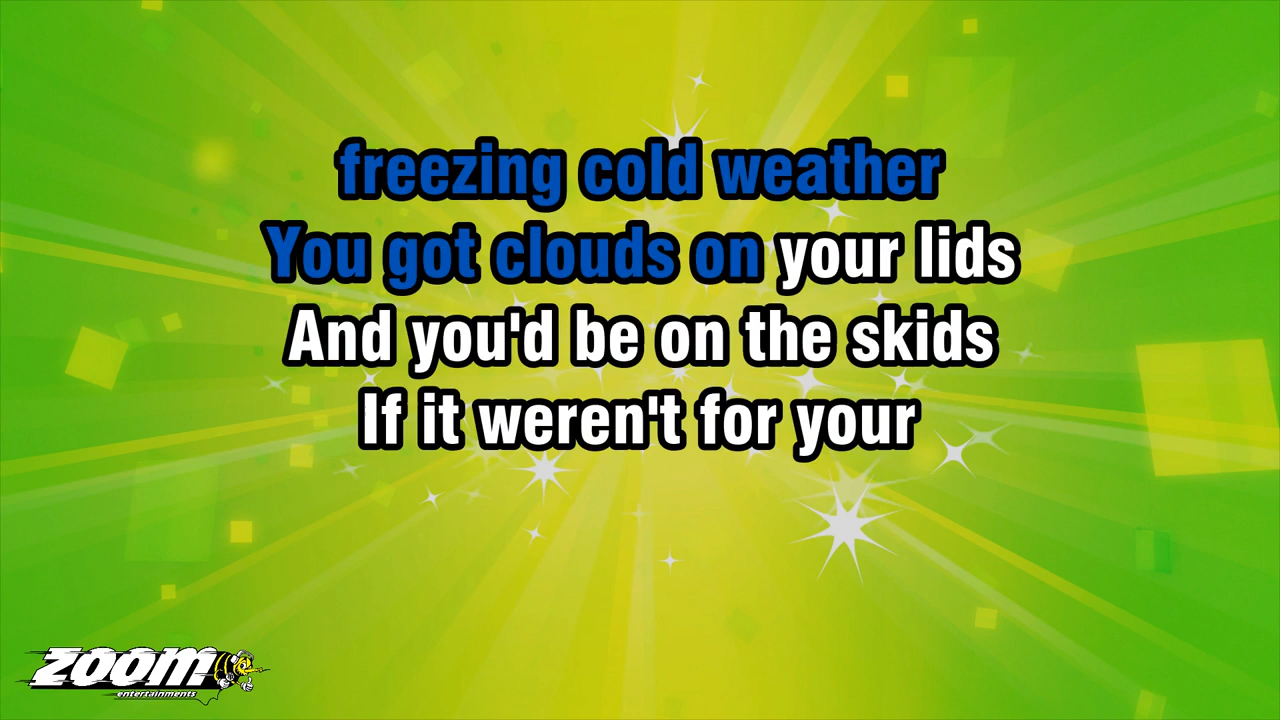 freezing cold weather
You got clouds on your lids
And you'd be on the skids
If it weren't for your
zoom
entertainments